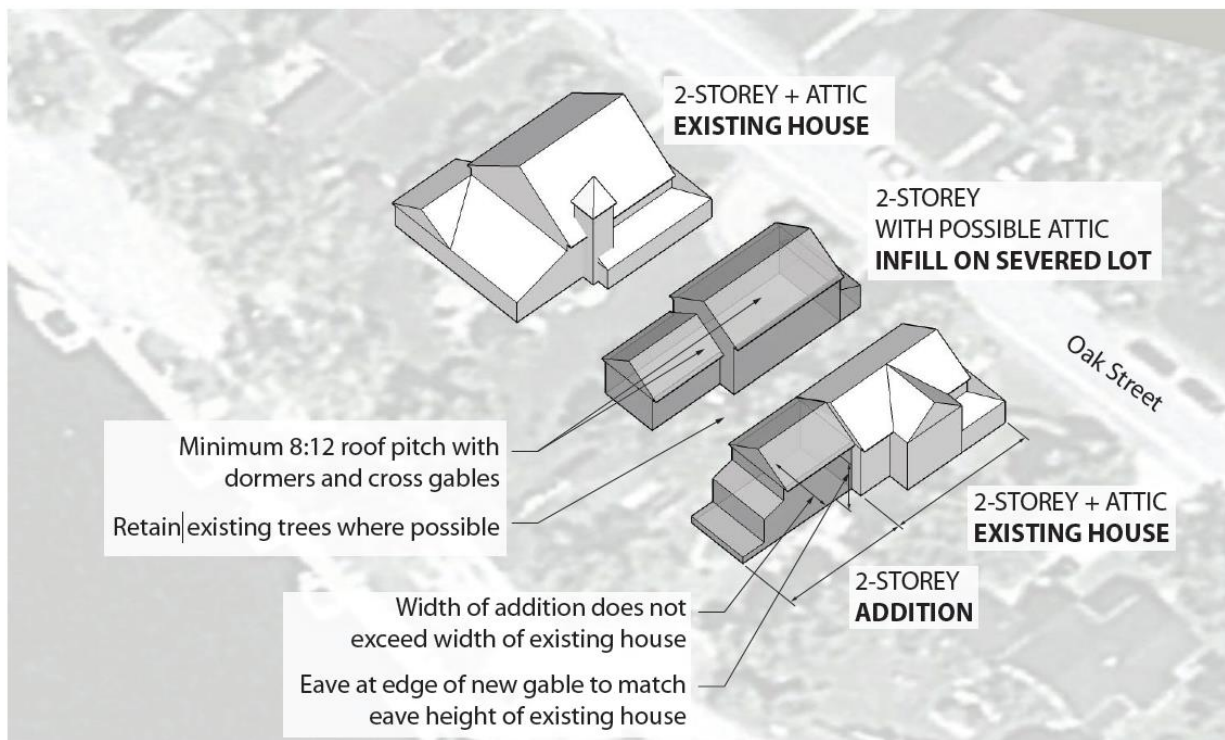 2-STOREY + ATTIC
EXISTING HOUSE
2-STOREY
WITH POSSIBLE ATTIC
INFILL ON SEVERED LOT
Oak Street
Minimum 8:12 roof pitch with
dormers and cross gables
Retain existing trees where possible
2-STOREY + ATTIC
EXISTING HOUSE
2-STOREY
ADDITION
Width of addition does not
exceed width of existing house
Eave at edge of new gable to match
eave height of existing house